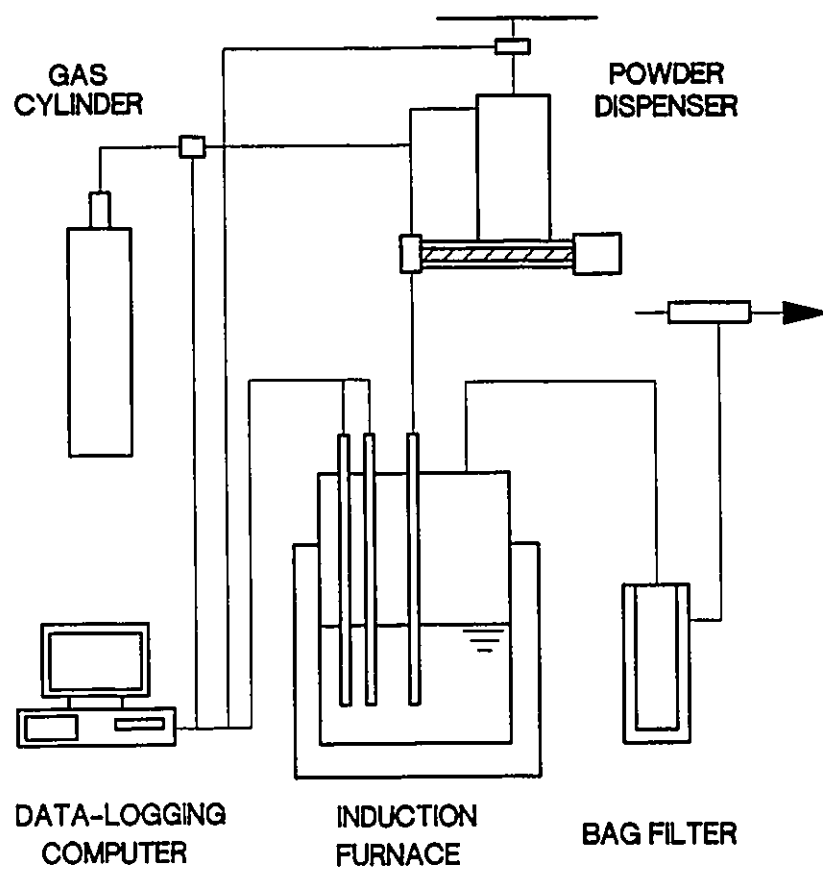 GAS
CYLINDER
POWDER
DISPENSER
DATA-LOGGING
COMPUTER
INDUCTION
FURNACE
BAG FILTER